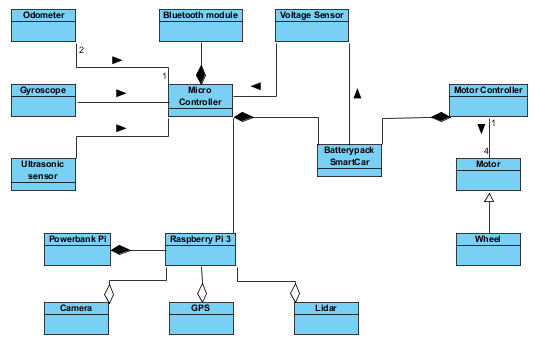 Odometer
Bluetooth module
Voltage Sensor
2
1
Gyroscope
Micro
Controller
Motor Controller
1
Ultrasonic
sensor
Batterypack
SmartCar
4
Motor
Powerbank Pi
Raspberry Pi 3
Wheel
Camera
GPS
Lidar